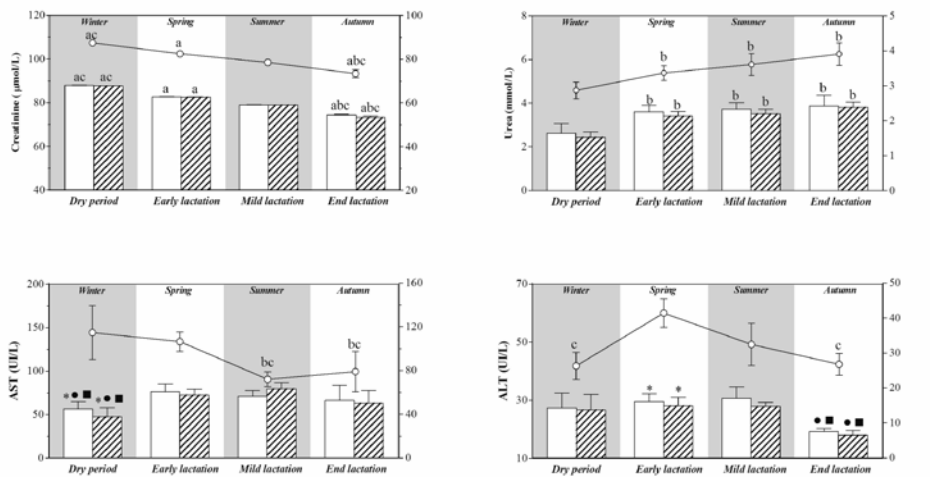 120 100
Winter Spring Summer Autumn
ac a
100 80
abc
ac ac a a
80 60
abc abc
60 40
40 20
Creatinine ( µmol/L)
Dry period Early lactation Mild lactation End lactation
8 5
Winter Spring Summer Autumn
b b b
6 4
3
4 b b b b b b
2
2 1
0 0
Urea (mmol/L)
Dry period Early lactation Mild lactation End lactation
200 160
Winter Spring Summer Autumn
150 120
bc bc
100 80
*●■ *●■
50 40
0 0
AST (UI/L)
Dry period Early lactation Mild lactation End lactation
70 50
Winter Spring Summer Autumn
40
50 c c
30
* *
30 20
●■ ●■
10
10 0
ALT (UI/L)
Dry period Early lactation Mild lactation End lactation